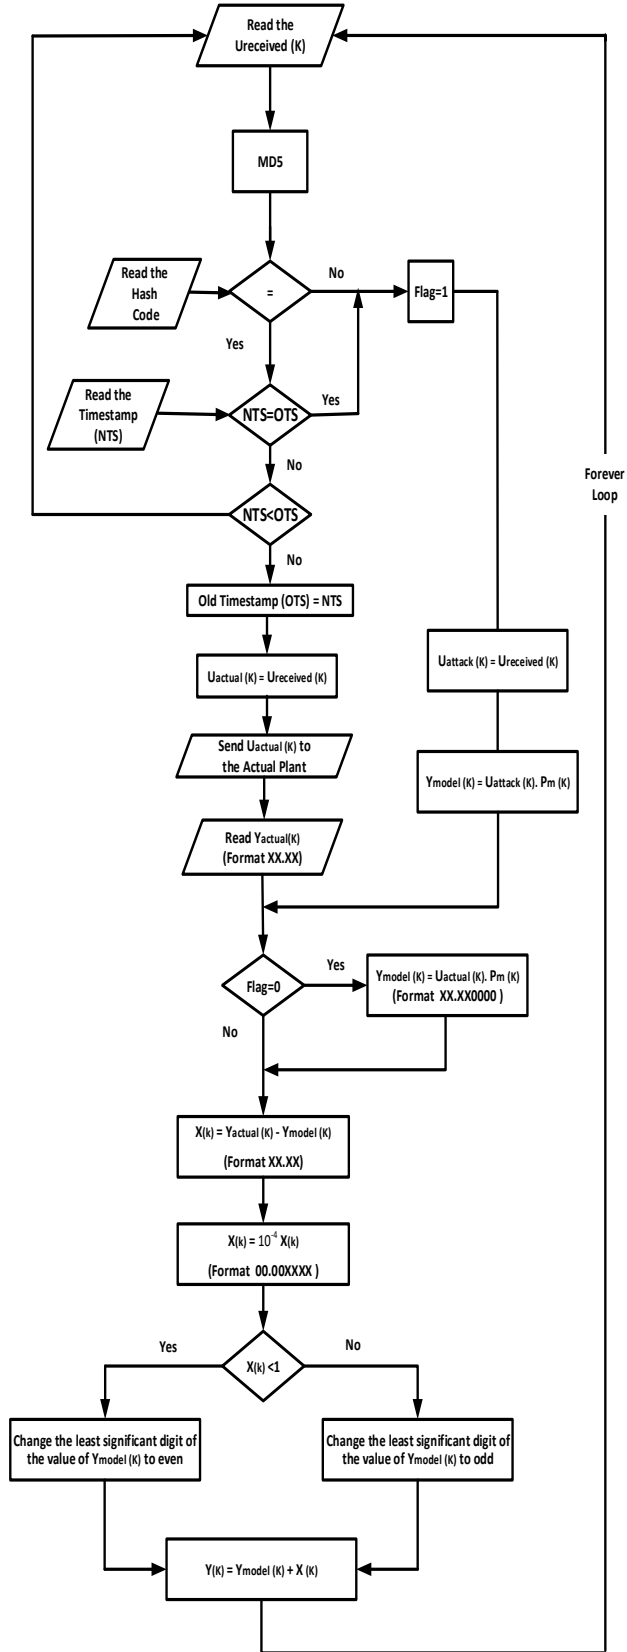 Read the
Ureceived (K)
MD5
Read the
Hash
Code
=
No
Flag=1
Yes
Read the
Timestamp
(NTS)
NTS=OTS
Yes
No
NTS<OTS
Forever
Loop
No
Old Timestamp (OTS) = NTS
Uactual (K) = Ureceived (K)
Uattack (K) = Ureceived (K)
Send Uactual (K) to
the Actual Plant
Ymodel (K) = Uattack (K). Pm (K)
Read Yactual(K)
(Format XX.XX)
Flag=0
Yes
Ymodel (K) = Uactual (K). Pm (K)
(Format XX.XX0000 )
No
X(k) = Yactual (K) - Ymodel (K)
(Format XX.XX)
X(k) = 10⁻⁴ X(k)
(Format 00.00XXXX )
Yes
X(k) <1
No
Change the least significant digit of
the value of Ymodel (K) to even
Change the least significant digit of
the value of Ymodel (K) to odd
Y(K) = Ymodel (K) + X (K)